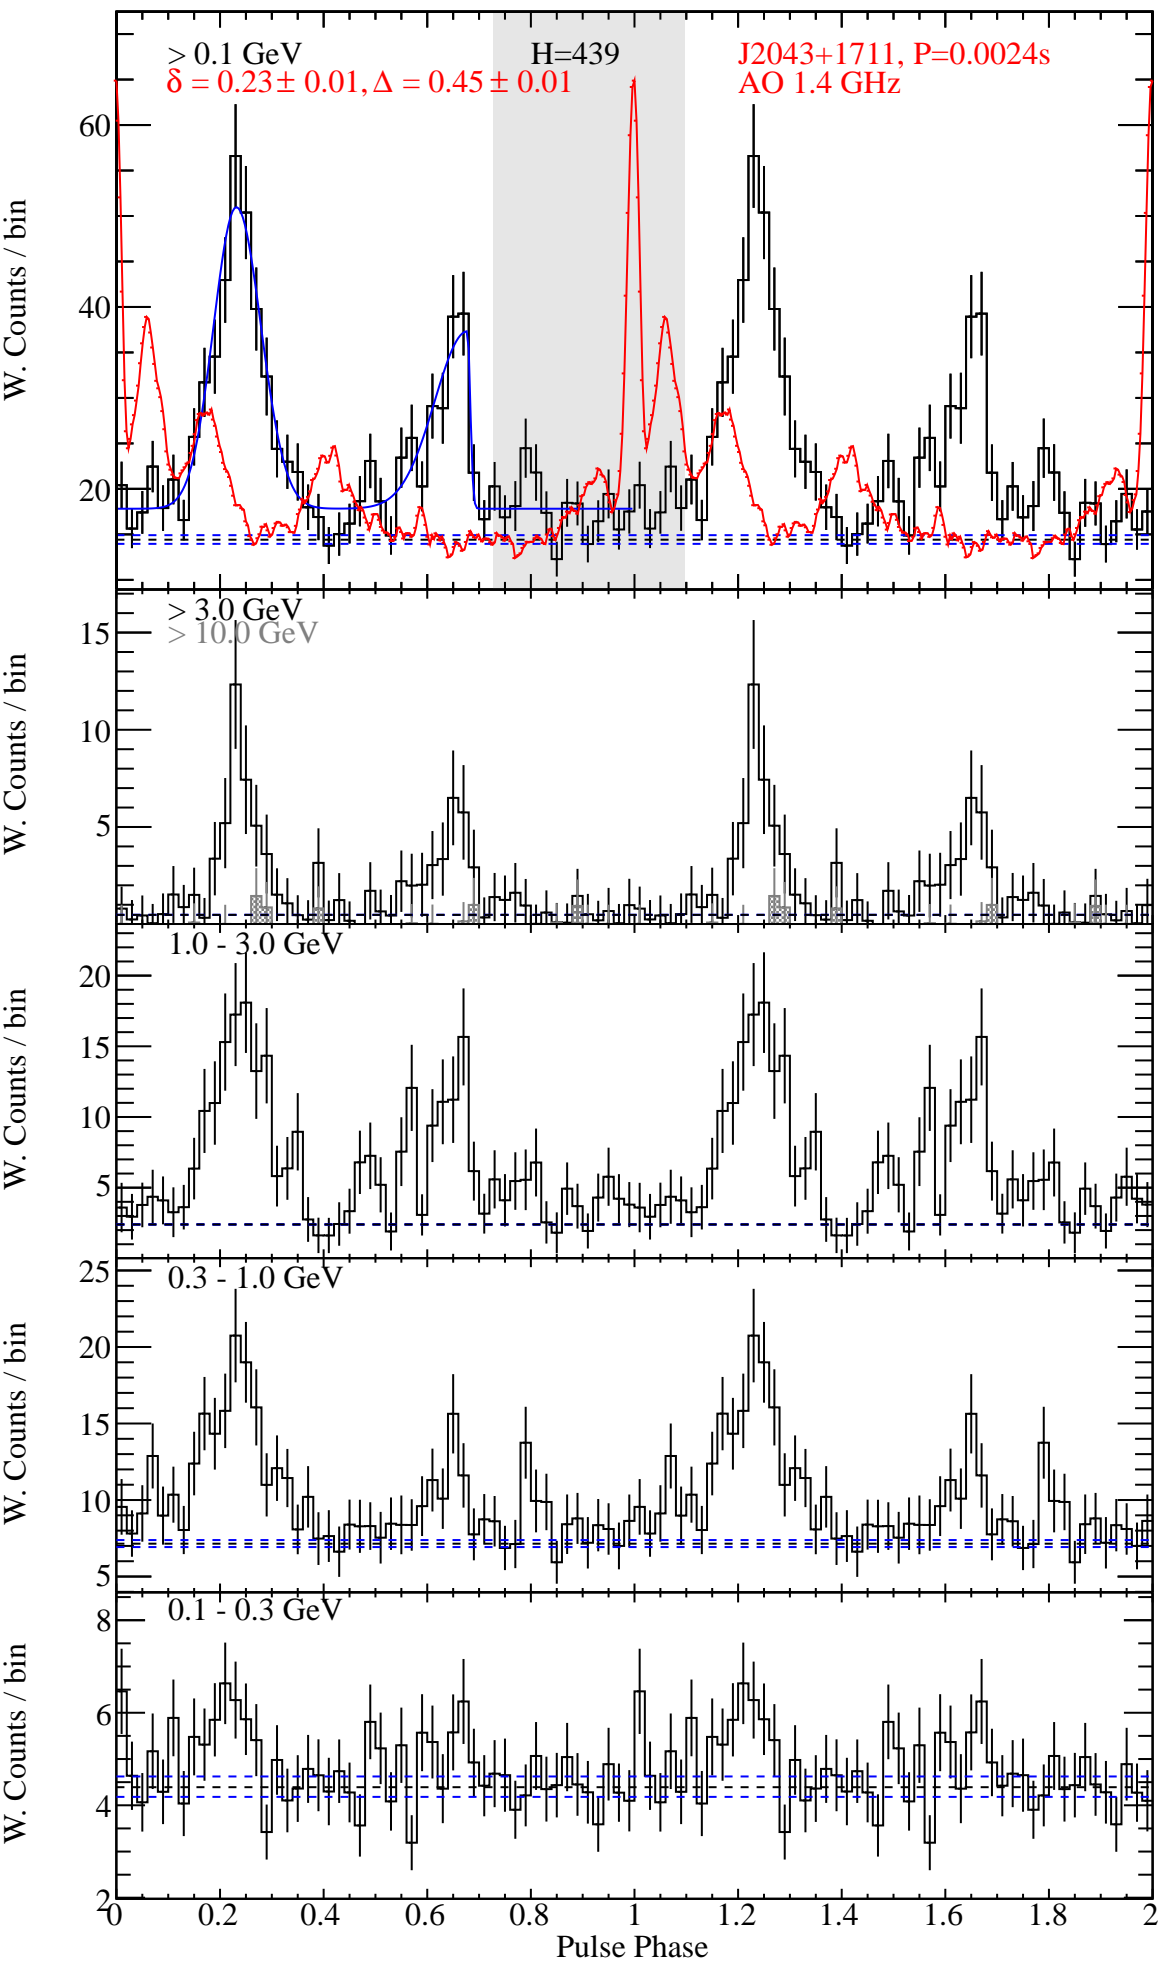 > 0.1 GeV H=439 J2043+1711, P=0.0024s
δ = 0.23 ± 0.01, Δ = 0.45 ± 0.01 AO 1.4 GHz
60
40
20
W. Counts / bin
> 3.0 GeV
> 10.0 GeV
15
10
5
W. Counts / bin
1.0 - 3.0 GeV
20
15
10
5
W. Counts / bin
0.3 - 1.0 GeV
25
20
15
10
5
W. Counts / bin
0.1 - 0.3 GeV
8
6
4
2
W. Counts / bin
0 0.2 0.4 0.6 0.8 1 1.2 1.4 1.6 1.8 2
Pulse Phase